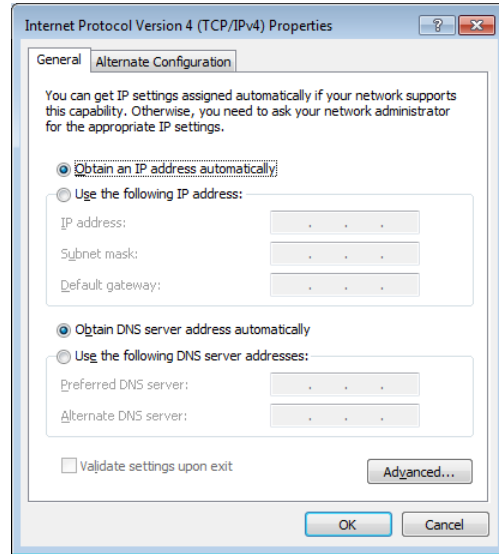 Internet Protocol Version 4 (TCP/IPv4) Properties
General
Alternate Configuration
You can get IP settings assigned automatically if your network supports
this capability. Otherwise, you need to ask your network administrator
for the appropriate IP settings.
Obtain an IP address automatically
Use the following IP address:
IP address:
Subnet mask:
Default gateway:
Obtain DNS server address automatically
Use the following DNS server addresses:
Preferred DNS server:
Alternate DNS server:
Validate settings upon exit
Advanced...
OK
Cancel